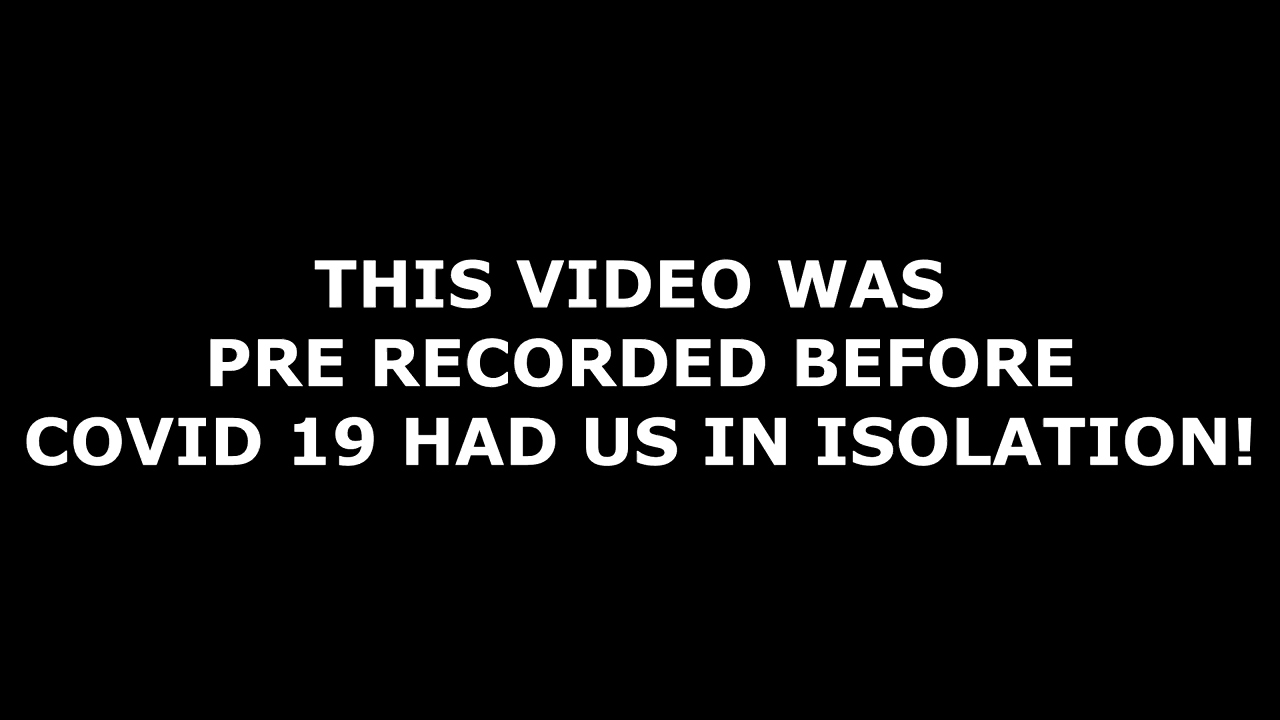 THIS VIDEO WAS
PRE RECORDED BEFORE
COVID 19 HAD US IN ISOLATION!